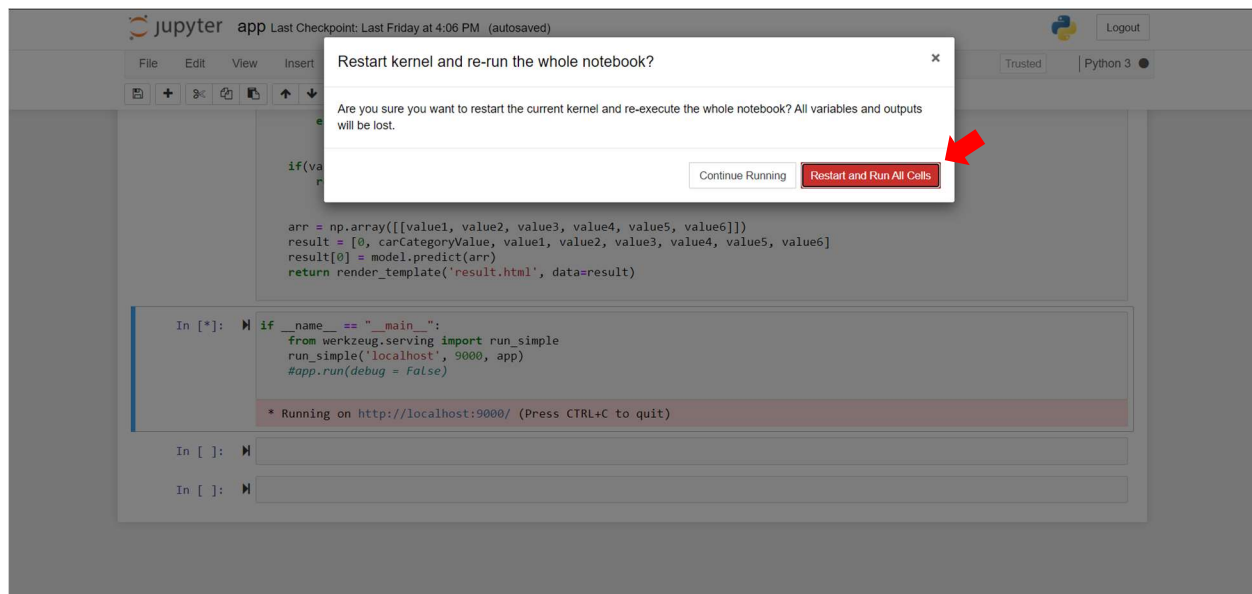 jupyter app Last Checkpoint: Last Friday at 4:06 PM (autosaved)
Logout
File Edit View Insert
Trusted
Python 3
Restart kernel and re-run the whole notebook?
×
Are you sure you want to restart the current kernel and re-execute the whole notebook? All variables and outputs
will be lost.
Continue Running
Restart and Run All Cells
e
if(va
r
arr = np.array([[value1, value2, value3, value4, value5, value6]])
result = [0, carCategoryValue, value1, value2, value3, value4, value5, value6]
result[0] = model.predict(arr)
return render_template('result.html', data=result)
In [*]: if __name__ == "__main__":
from werkzeug.serving import run_simple
run_simple('localhost', 9000, app)
#app.run(debug = False)
* Running on http://localhost:9000/ (Press CTRL+C to quit)
In [ ]:
In [ ]: